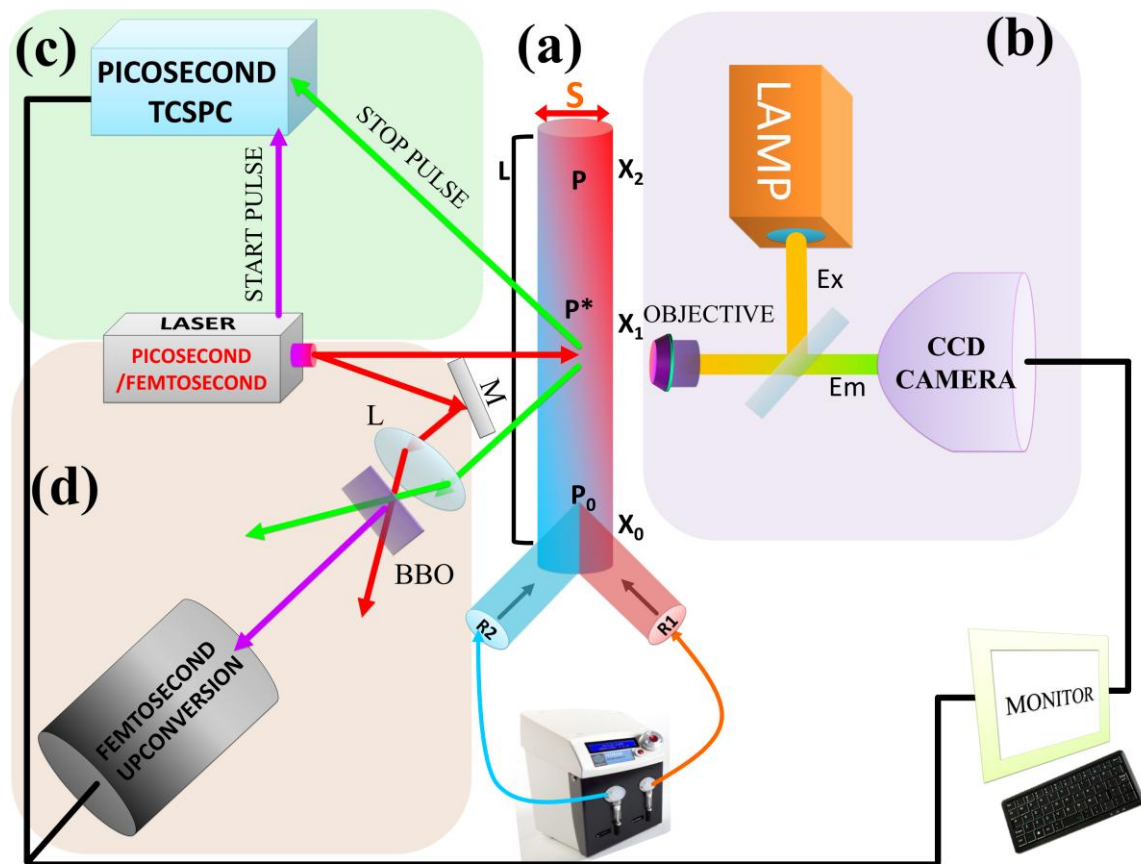 (c)
PICOSECOND
TCSPC
START PULSE
STOP PULSE
LASER
PICOSECOND
/FEMTOSECOND
(a)
S
L
P
X2
P*
X1
P0
X0
R2
R1
(b)
LAMP
Ex
OBJECTIVE
Em
CCD
CAMERA
(d)
M
L
BBO
FEMTOSECOND
UPCONVERSION
MONITOR